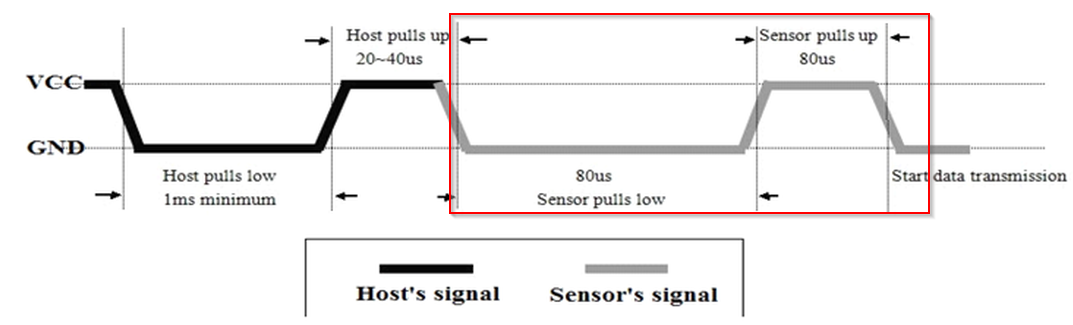 Host pulls up
20~40us
Sensor pulls up
80us
VCC
GND
Host pulls low
1ms minimum
80us
Sensor pulls low
Start data transmission
Host's signal
Sensor's signal